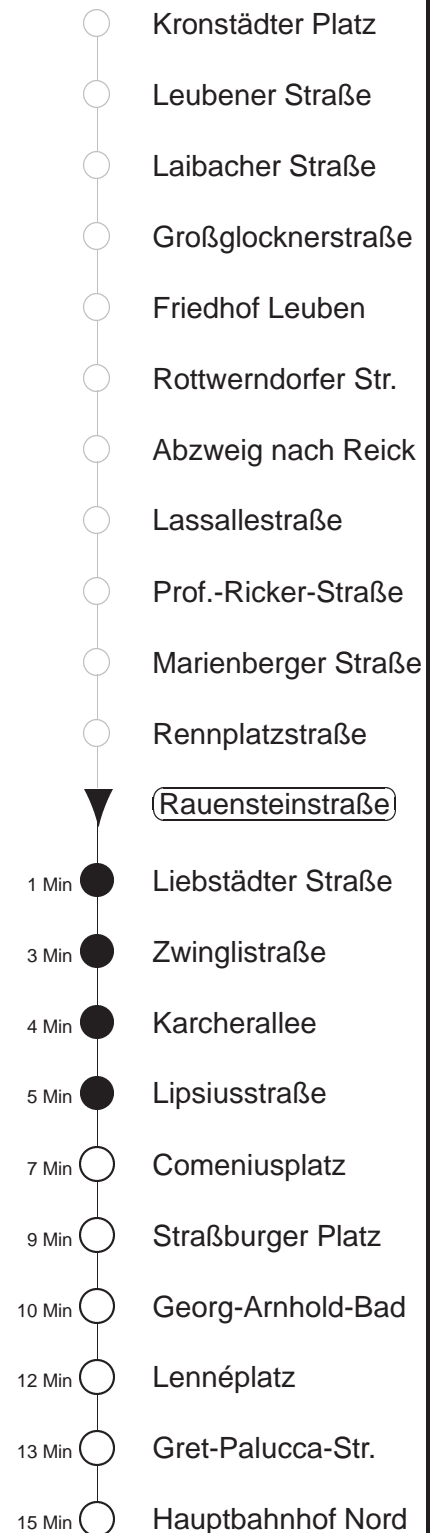 Kronstädter Platz
Leubener Straße
Laibacher Straße
Großglocknerstraße
Friedhof Leuben
Rottwerndorfer Str.
Abzweig nach Reick
Lassallestraße
Prof.-Ricker-Straße
Marienberger Straße
Rennplatzstraße
Rauensteinstraße
1 Min Liebstädter Straße
3 Min Zwinglistraße
4 Min Karcherallee
5 Min Lipsiusstraße
7 Min Comeniusplatz
9 Min Straßburger Platz
10 Min Georg-Arnhold-Bad
12 Min Lennéplatz
13 Min Gret-Palucca-Str.
15 Min Hauptbahnhof Nord